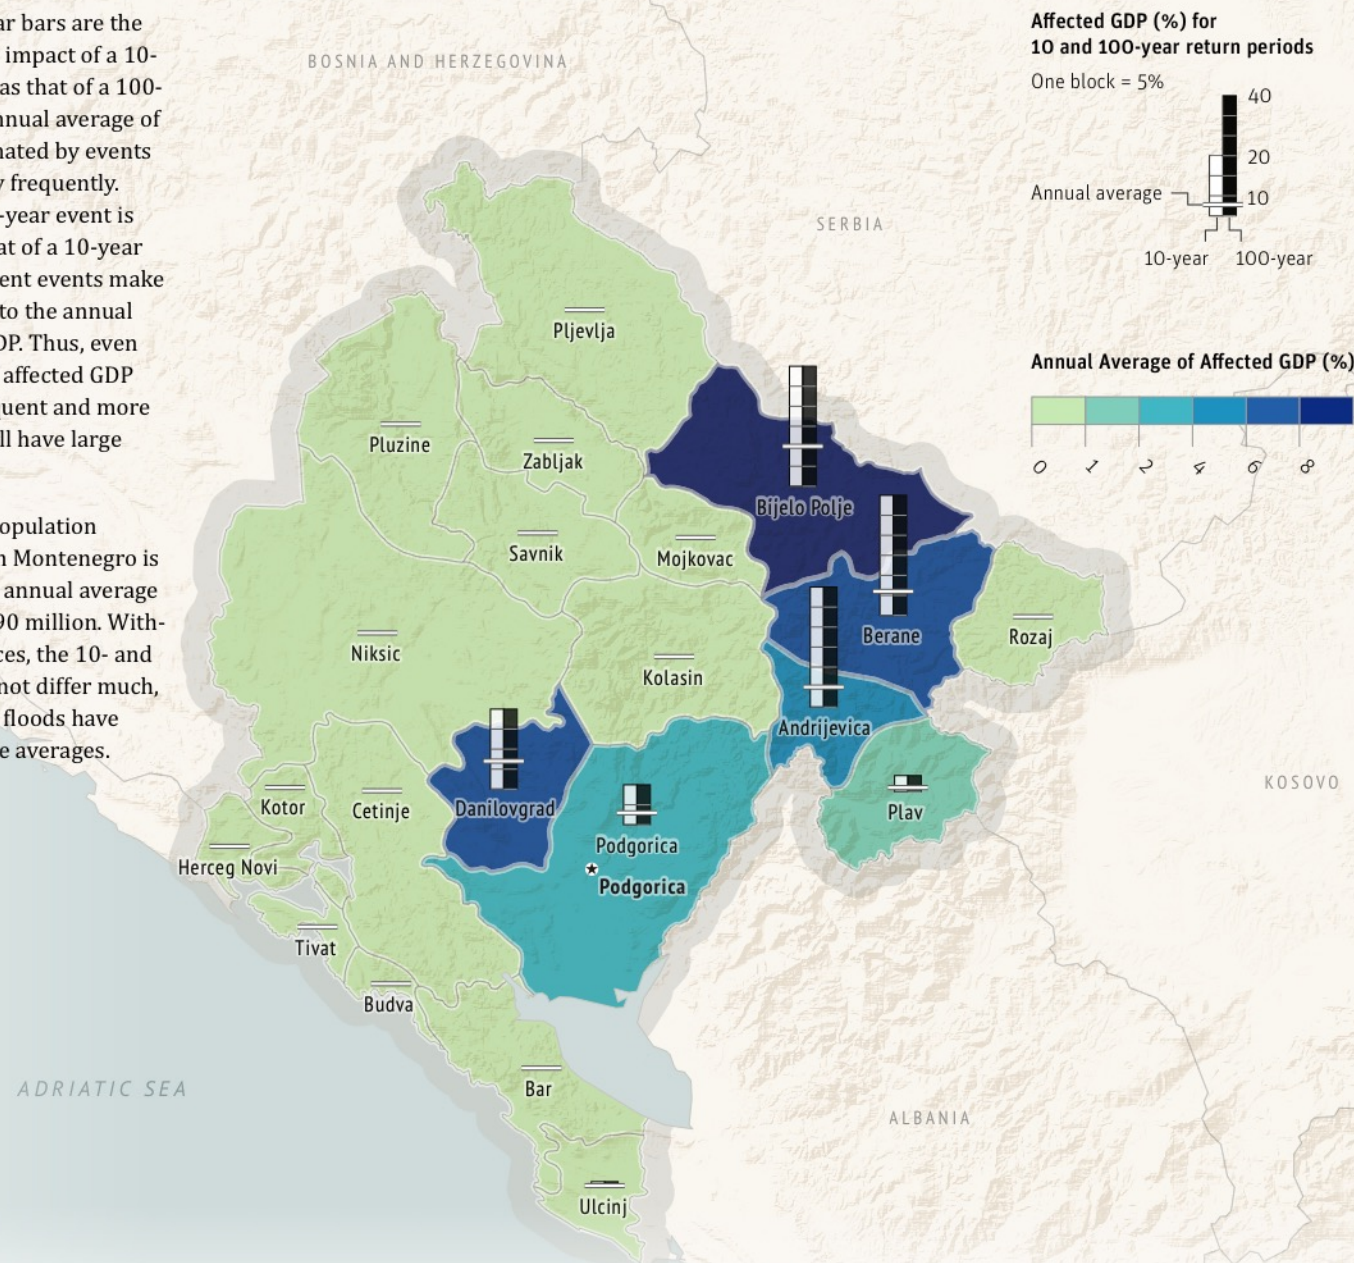 ar bars are the
impact of a 10-
as that of a 100-
nnual average of
nated by events
y frequently.
-year event is
at of a 10-year
ent events make
to the annual
DP. Thus, even
affected GDP
quent and more
ll have large
opulation
n Montenegro is
annual average
90 million. With-
ces, the 10- and
not differ much,
floods have
e averages.
Affected GDP (%) for
10 and 100-year return periods
One block = 5%
40
20
10
Annual average
10-year 100-year
Annual Average of Affected GDP (%)
0 1 2 4 6 8
BOSNIA AND HERZEGOVINA
SERBIA
Pljevlja
Pluzine
Zabljak
Bijelo Polje
Savnik
Mojkovac
Berane
Rozaj
Niksic
Kolasin
Andrijevica
KOSOVO
Kotor
Cetinje
Danilovgrad
Plav
Podgorica
Herceg Novi
Podgorica
Tivat
Budva
ADRIATIC SEA
Bar
ALBANIA
Ulcinj